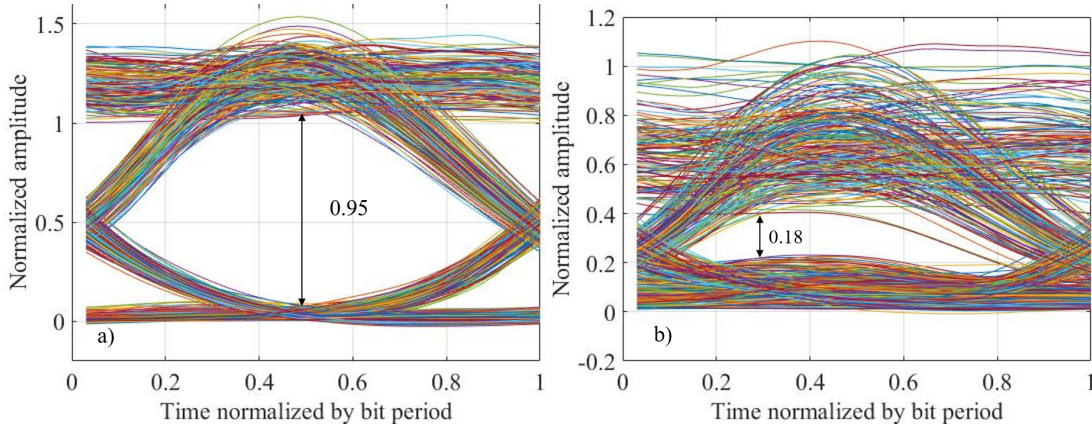 1.5
1
0.5
0
0.95
a)
0 0.2 0.4 0.6 0.8 1
Time normalized by bit period
Normalized amplitude
1.2
1
0.8
0.6
0.4
0.2
0
-0.2
0.18
b)
0 0.2 0.4 0.6 0.8 1
Time normalized by bit period
Normalized amplitude